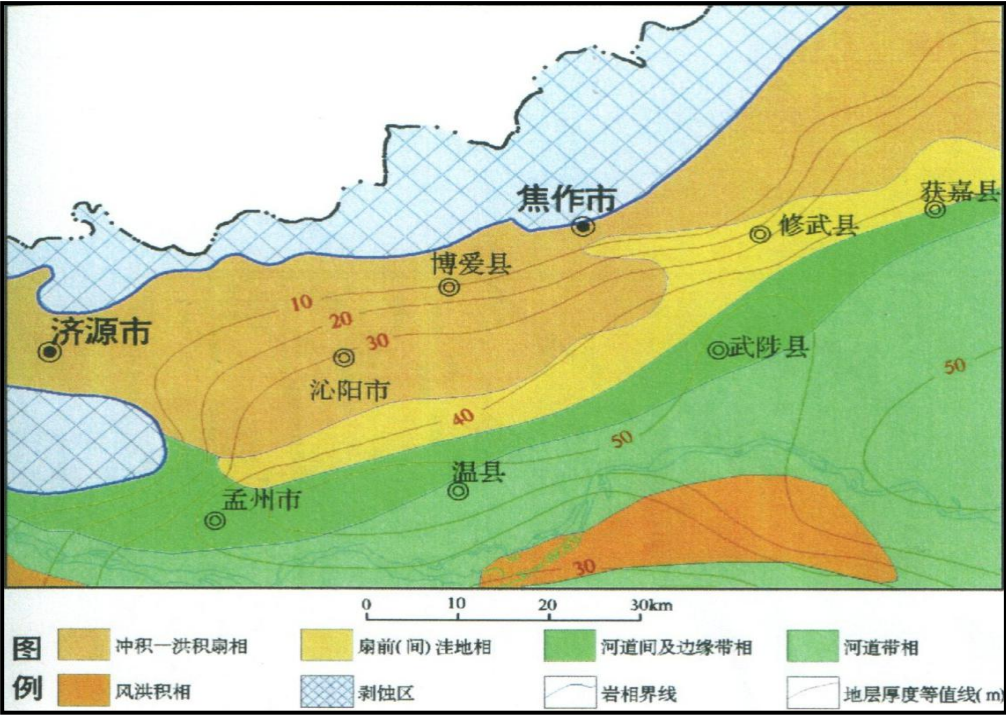 焦作市
获嘉县
修武县
博爱县
10
济源市
20
30
武陟县
沁阳市
50
40
50
温县
孟州市
30
0 10 20 30km
图例
冲积一洪积扇相
扇前(间)洼地相
河道间及边缘带相
河道带相
风洪积相
剥蚀区
岩相界线
地层厚度等值线(m)